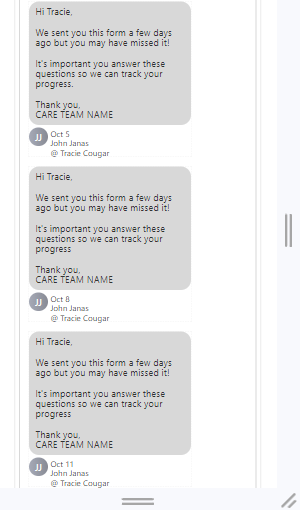 Hi Tracie,
We sent you this form a few days
ago but you may have missed it!
It's important you answer these
questions so we can track your
progress.
Thank you,
CARE TEAM NAME
JJ
Oct 5
John Janas
@ Tracie Cougar
Hi Tracie,
We sent you this form a few days
ago but you may have missed it!
It's important you answer these
questions so we can track your
progress
Thank you,
CARE TEAM NAME
JJ
Oct 8
John Janas
@ Tracie Cougar
Hi Tracie,
We sent you this form a few days
ago but you may have missed it!
It's important you answer these
questions so we can track your
progress
Thank you,
CARE TEAM NAME
JJ
Oct 11
John Janas
@ Tracie Cougar